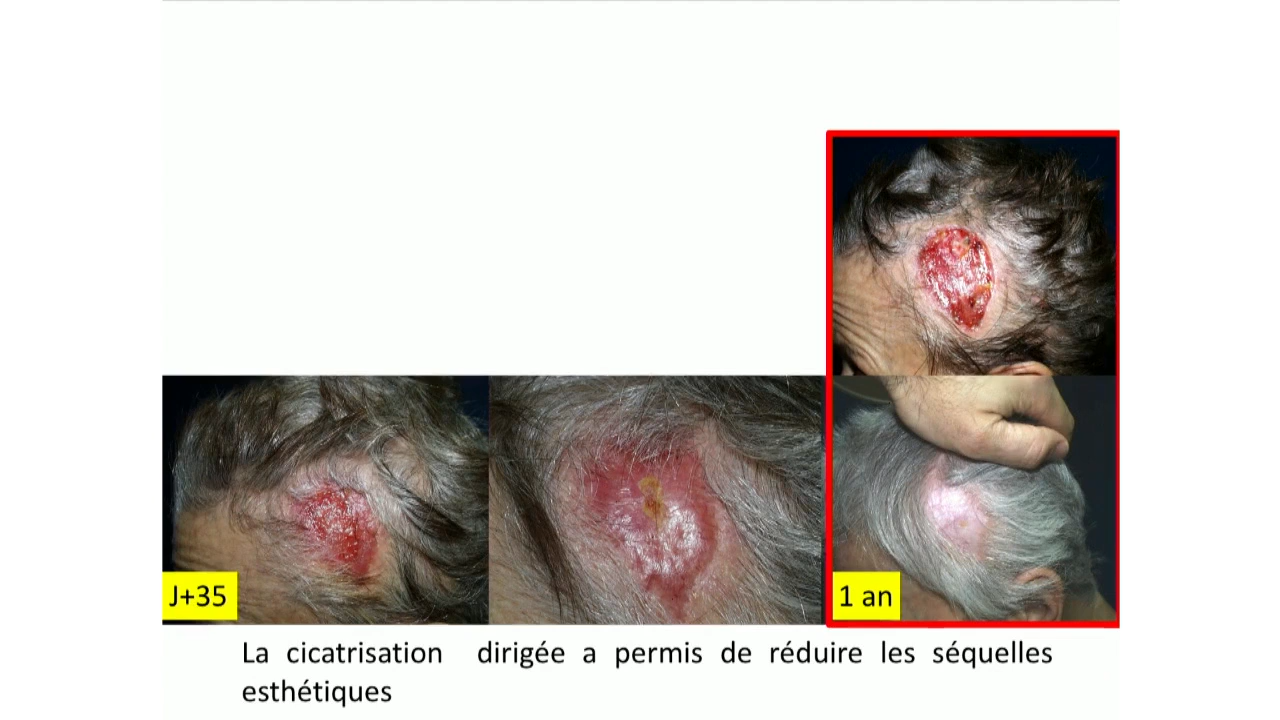 J+35
1 an
La cicatrisation dirigée a permis de réduire les séquelles
esthétiques